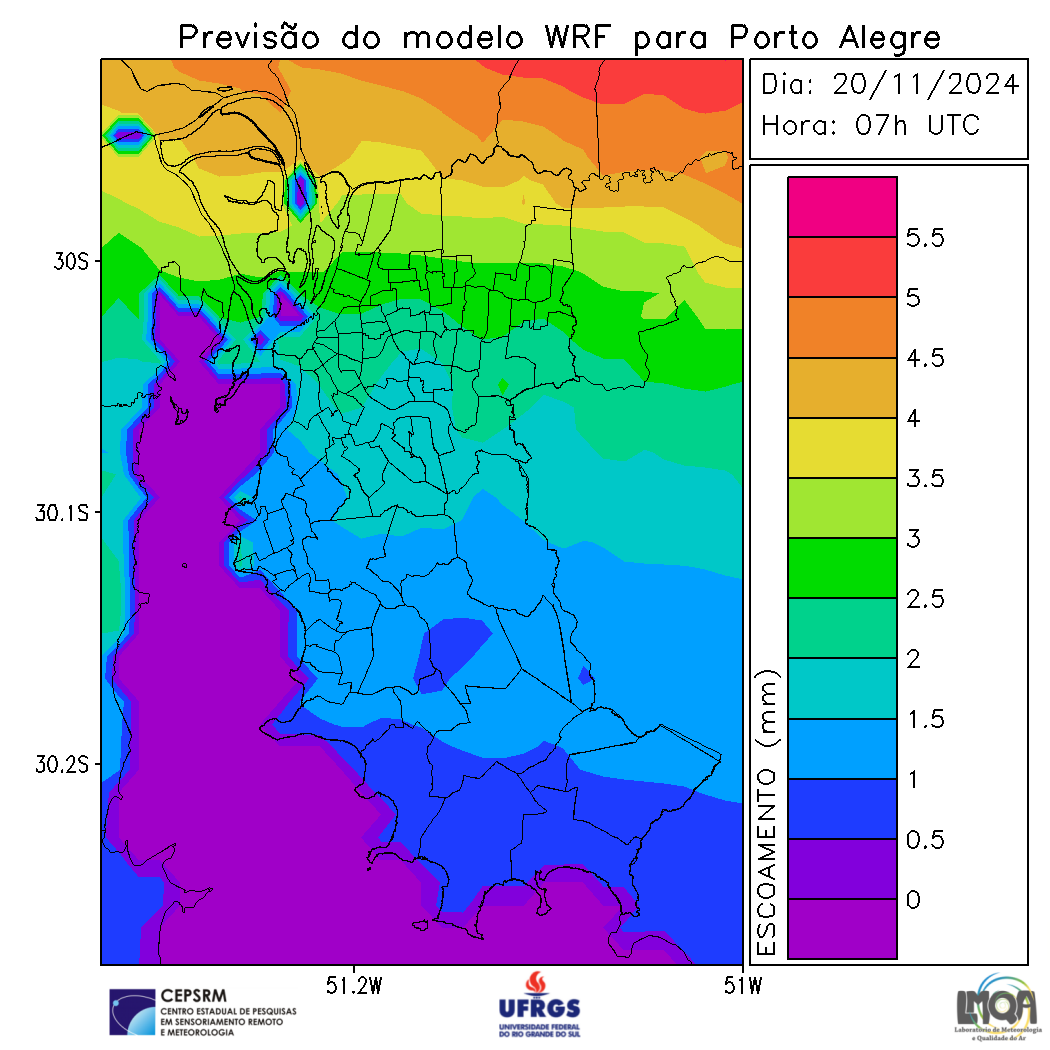 Previsão do modelo WRF para Porto Alegre
Dia: 20/11/2024
Hora: 07h UTC
30S
30.1S
30.2S
51.2W
51W
5.5
5
4.5
4
3.5
3
2.5
2
1.5
1
0.5
0
ESCOAMENTO (mm)
CEPSRM
CENTRO ESTADUAL DE PESQUISAS
EM SENSORIAMENTO REMOTO
E METEOROLOGIA
UFRGS
UNIVERSIDADE FEDERAL
DO RIO GRANDE DO SUL
LMQA
Laboratório de Meteorologia
e Qualidade do Ar